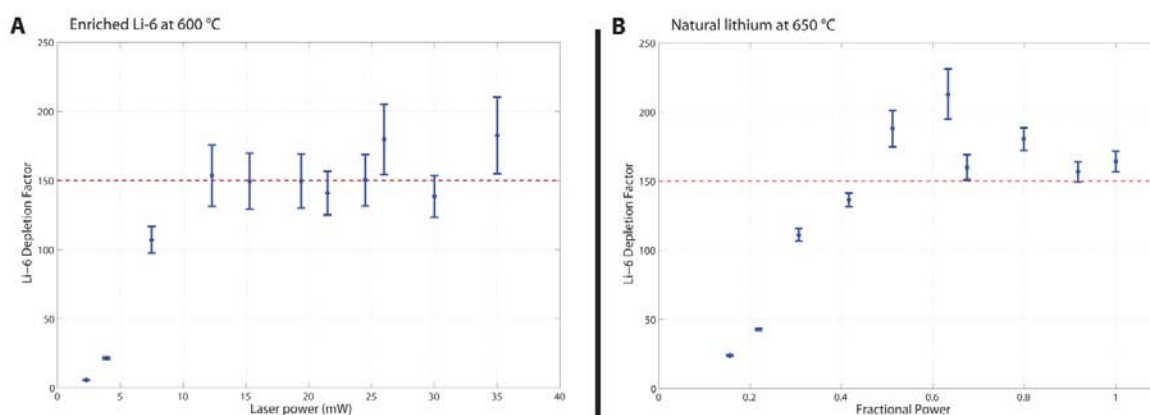 A Enriched Li-6 at 600 °C
250
200
150
100
50
0
Li-6 Depletion Factor
0 5 10 15 20 25 30 35 40
Laser power (mW)
B Natural lithium at 650 °C
250
200
150
100
50
0
Li-6 Depletion Factor
0 0.2 0.4 0.6 0.8 1
Fractional Power